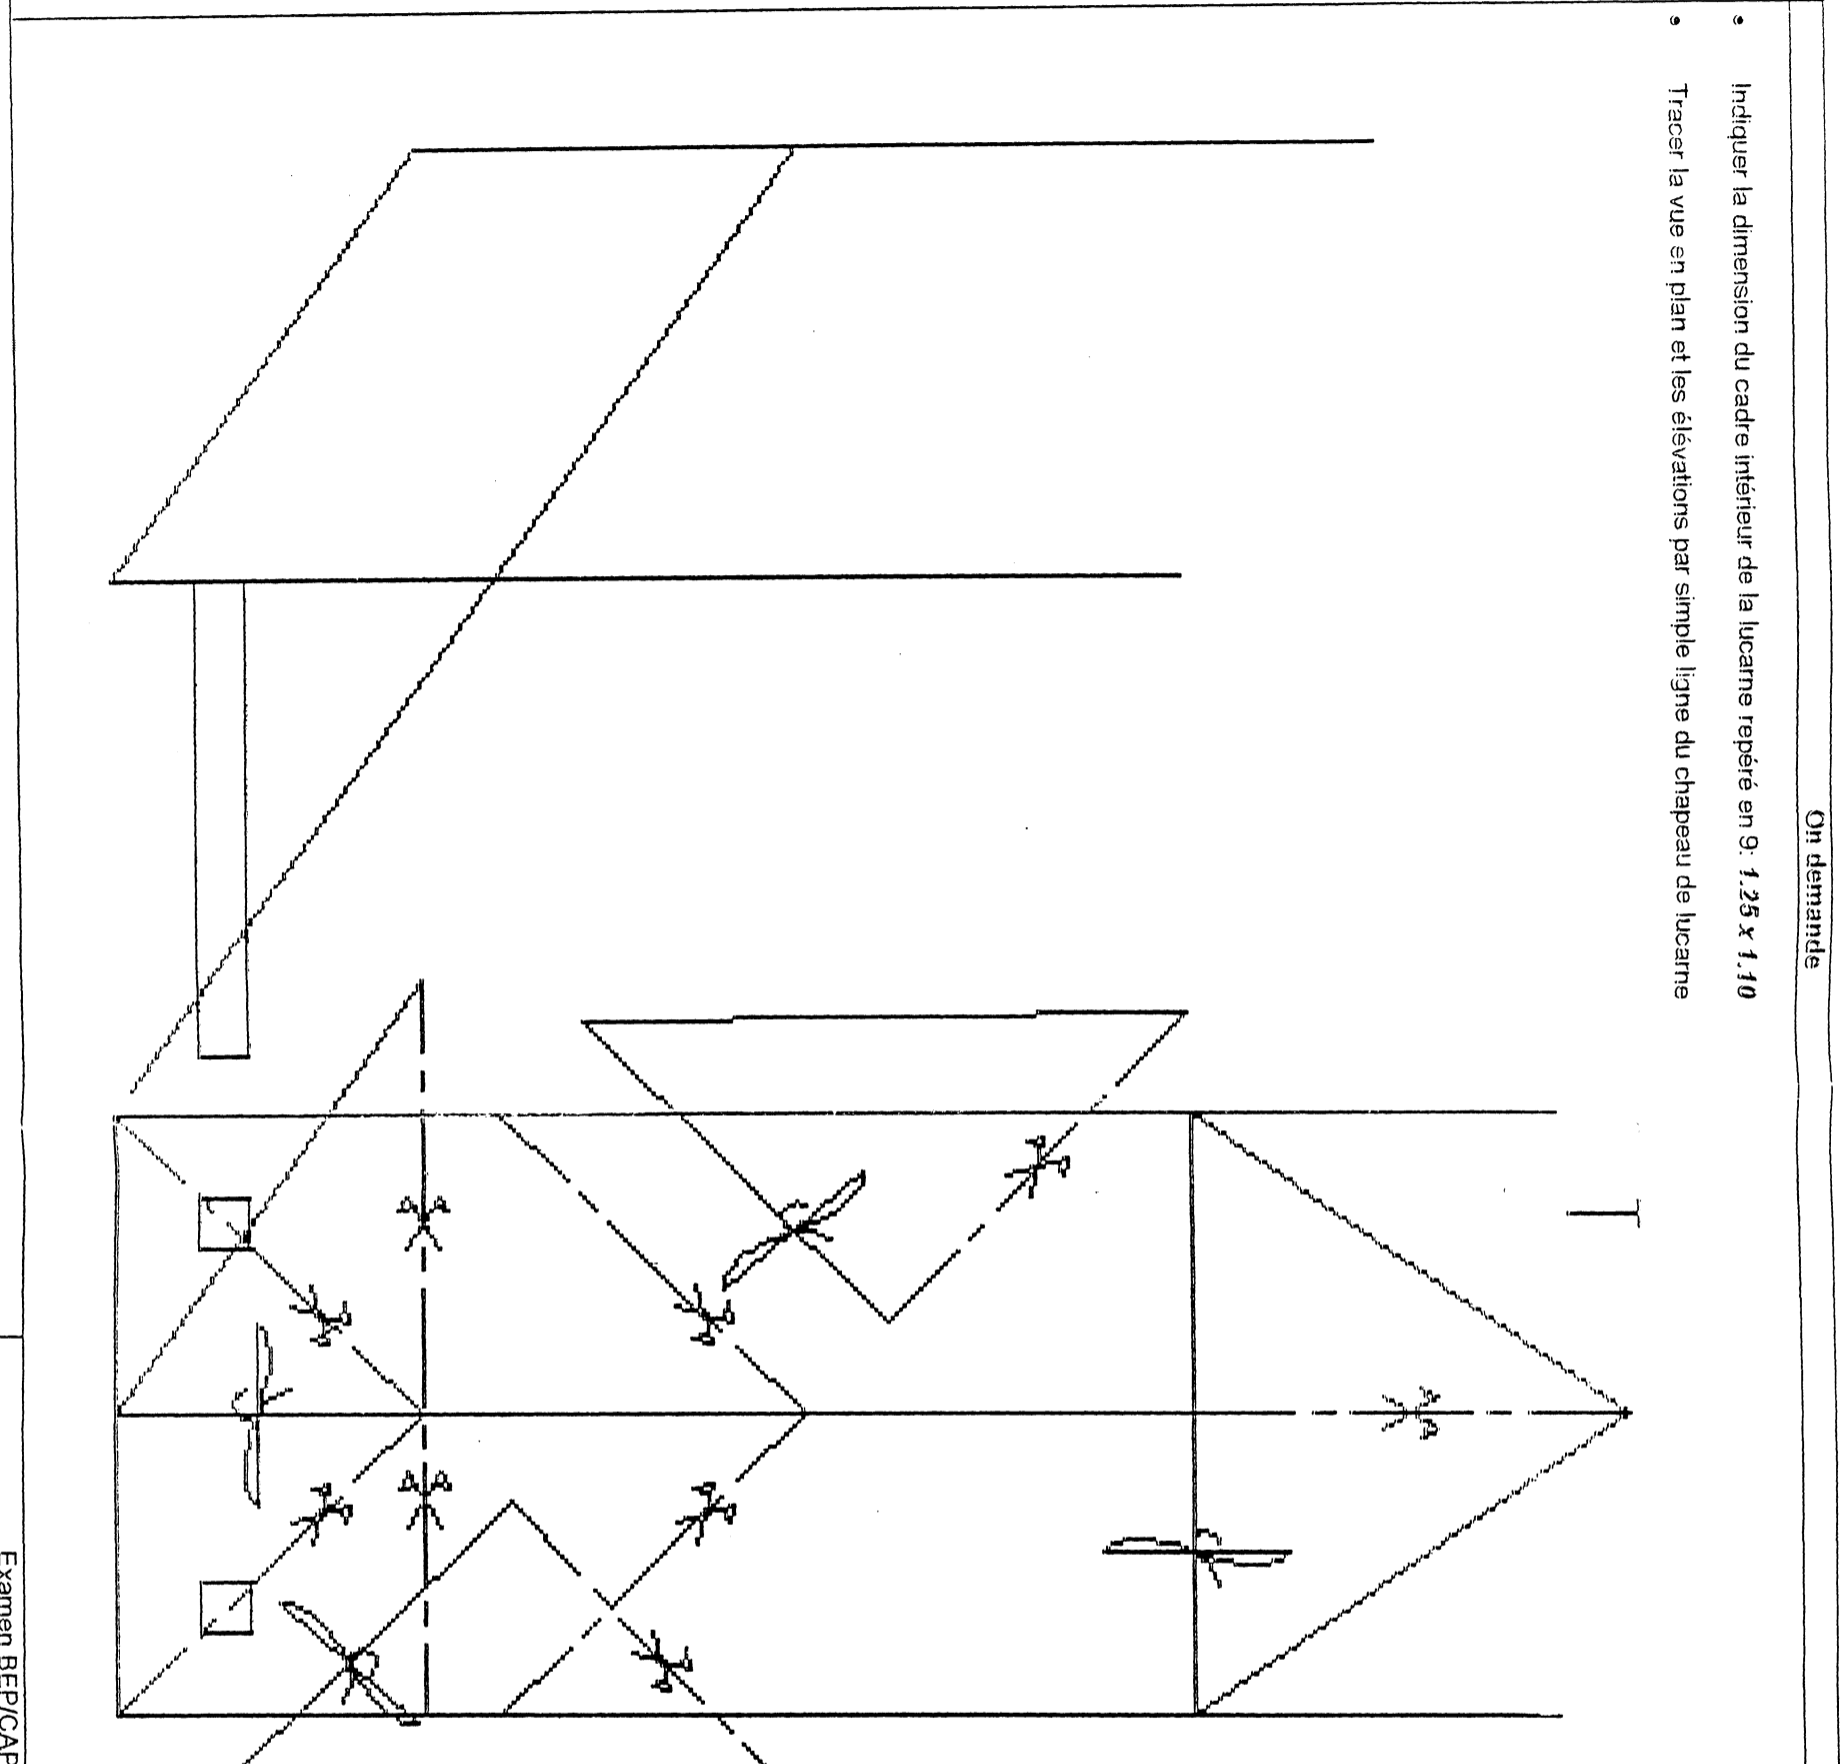 On demande
• Indiquer la dimension du cadre intérieur de la lucarne repéré en 9: 1.25 x 1.10
• Tracer la vue en plan et les élévations par simple ligne du chapeau de lucarne
Examen BEP/CAP